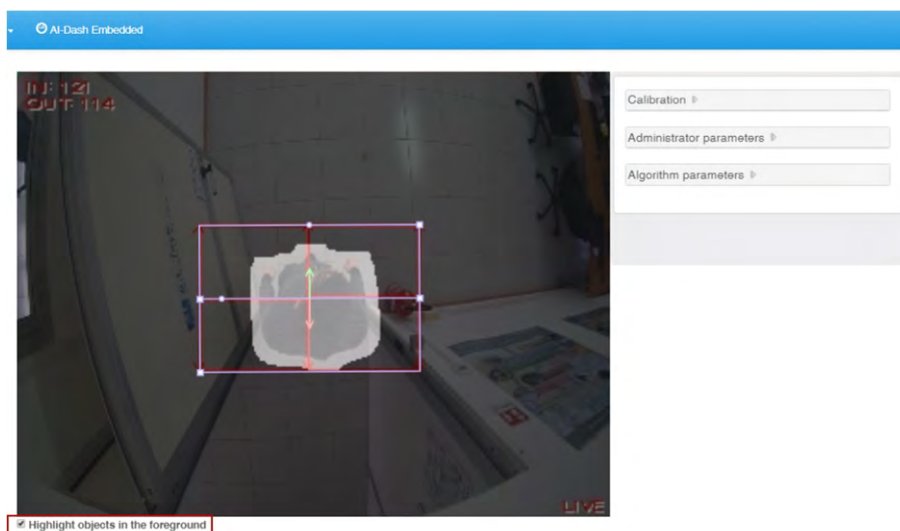 AI-Dash Embedded
IN: 121
OUT: 114
Calibration
Administrator parameters
Algorithm parameters
LIVE
Highlight objects in the foreground